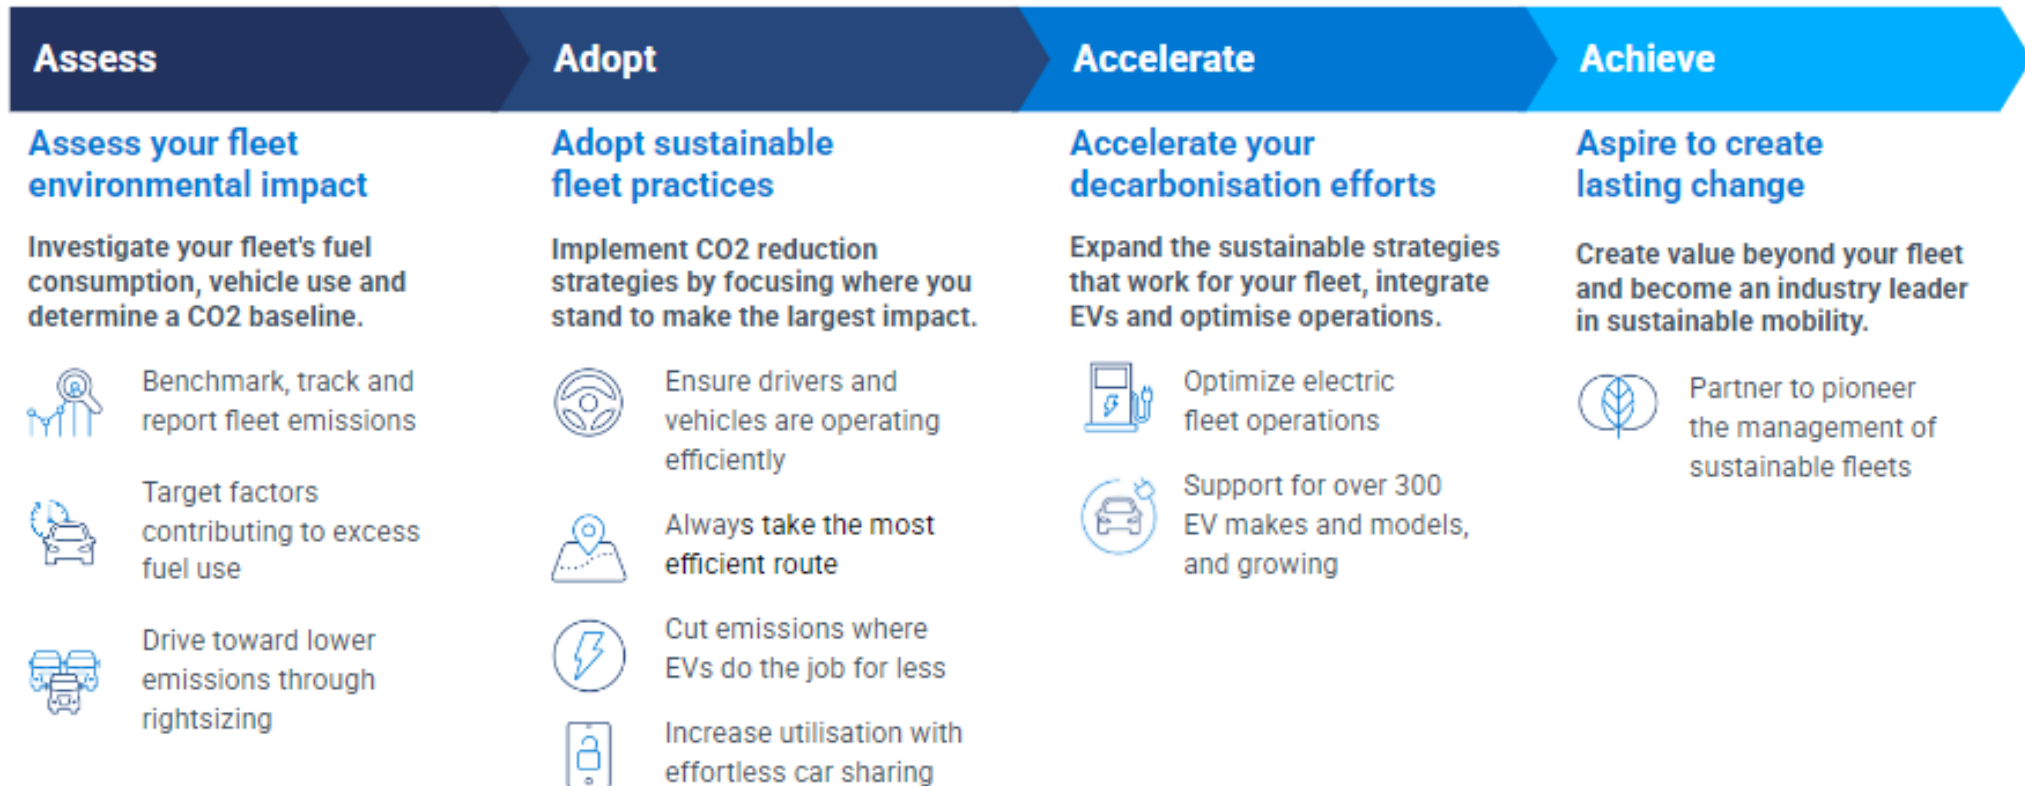 Assess
Adopt
Accelerate
Achieve
Assess your fleet
environmental impact
Investigate your fleet's fuel
consumption, vehicle use and
determine a CO2 baseline.
Benchmark, track and
report fleet emissions
Target factors
contributing to excess
fuel use
Drive toward lower
emissions through
rightsizing
Adopt sustainable
fleet practices
Implement CO2 reduction
strategies by focusing where you
stand to make the largest impact.
Ensure drivers and
vehicles are operating
efficiently
Always take the most
efficient route
Cut emissions where
EVs do the job for less
Increase utilisation with
effortless car sharing
Accelerate your
decarbonisation efforts
Expand the sustainable strategies
that work for your fleet, integrate
EVs and optimise operations.
Optimize electric
fleet operations
Support for over 300
EV makes and models,
and growing
Aspire to create
lasting change
Create value beyond your fleet
and become an industry leader
in sustainable mobility.
Partner to pioneer
the management of
sustainable fleets